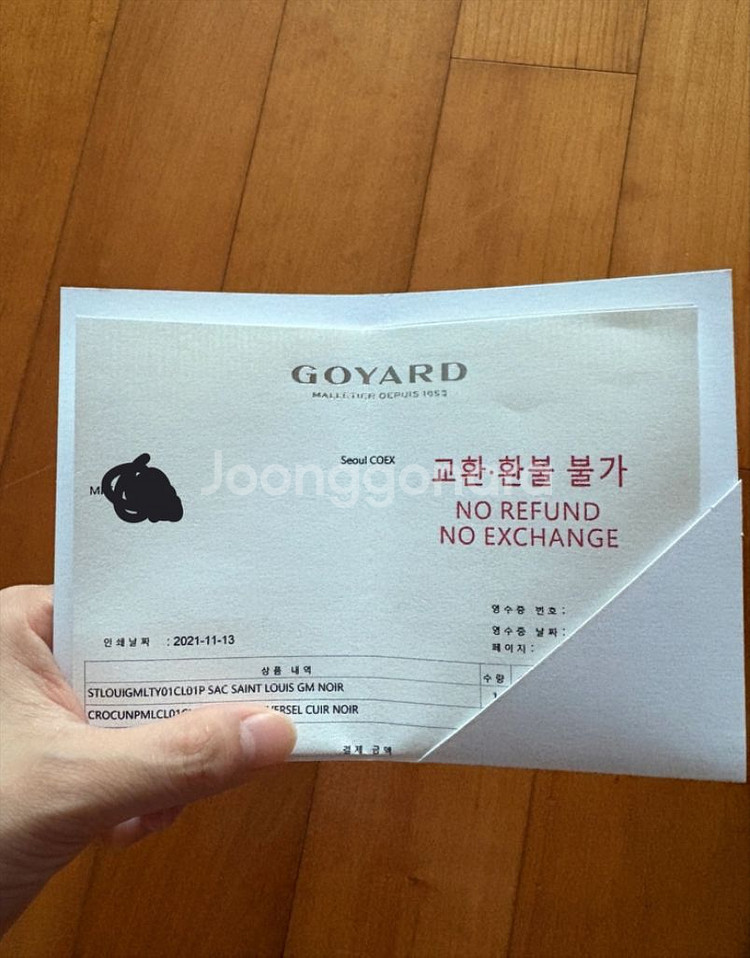 GOYARD
MALLETIER DEPUIS 1853
Seoul COEX
Joonggonara
교환·환불 불가
NO REFUND
NO EXCHANGE
영수증 번호 :
영수증 날짜 :
페이지 :
인쇄날짜 : 2021-11-13
상품 내역 수량
STLOUIGMLTY01CL01P SAC SAINT LOUIS GM NOIR 1
CROCUNPMLCL01 VERSEL CUIR NOIR
결제 금액